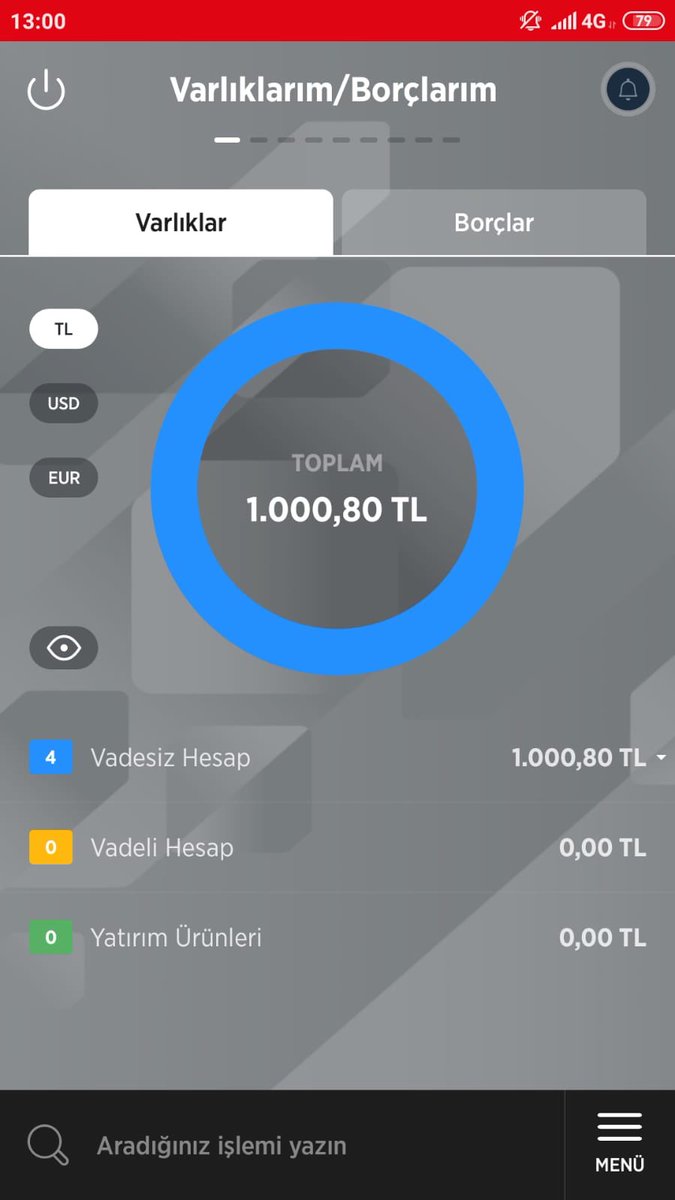 13:00
4G 79
Varlıklarım/Borçlarım
Varlıklar Borçlar
TL
USD
EUR
TOPLAM
1.000,80 TL
4 Vadesiz Hesap 1.000,80 TL
0 Vadeli Hesap 0,00 TL
0 Yatırım Ürünleri 0,00 TL
Aradığınız işlemi yazın
MENÜ